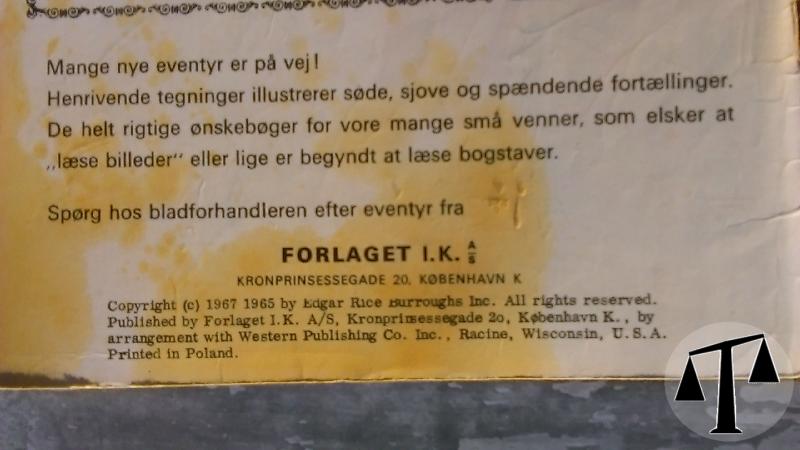 Mange nye eventyr er på vej!
Henrivende tegninger illustrerer søde, sjove og spændende fortællinger.
De helt rigtige ønskebøger for vore mange små venner, som elsker at
„læse billeder" eller lige er begyndt at læse bogstaver.
Spørg hos bladforhandleren efter eventyr fra
FORLAGET I.K. A/S
KRONPRINSESSEGADE 20, KØBENHAVN K
Copyright (c) 1967 1965 by Edgar Rice Burroughs Inc. All rights reserved.
Published by Forlaget I.K. A/S, Kronprinsessegade 2o, København K., by
arrangement with Western Publishing Co. Inc., Racine, Wisconsin, U.S.A.
Printed in Poland.